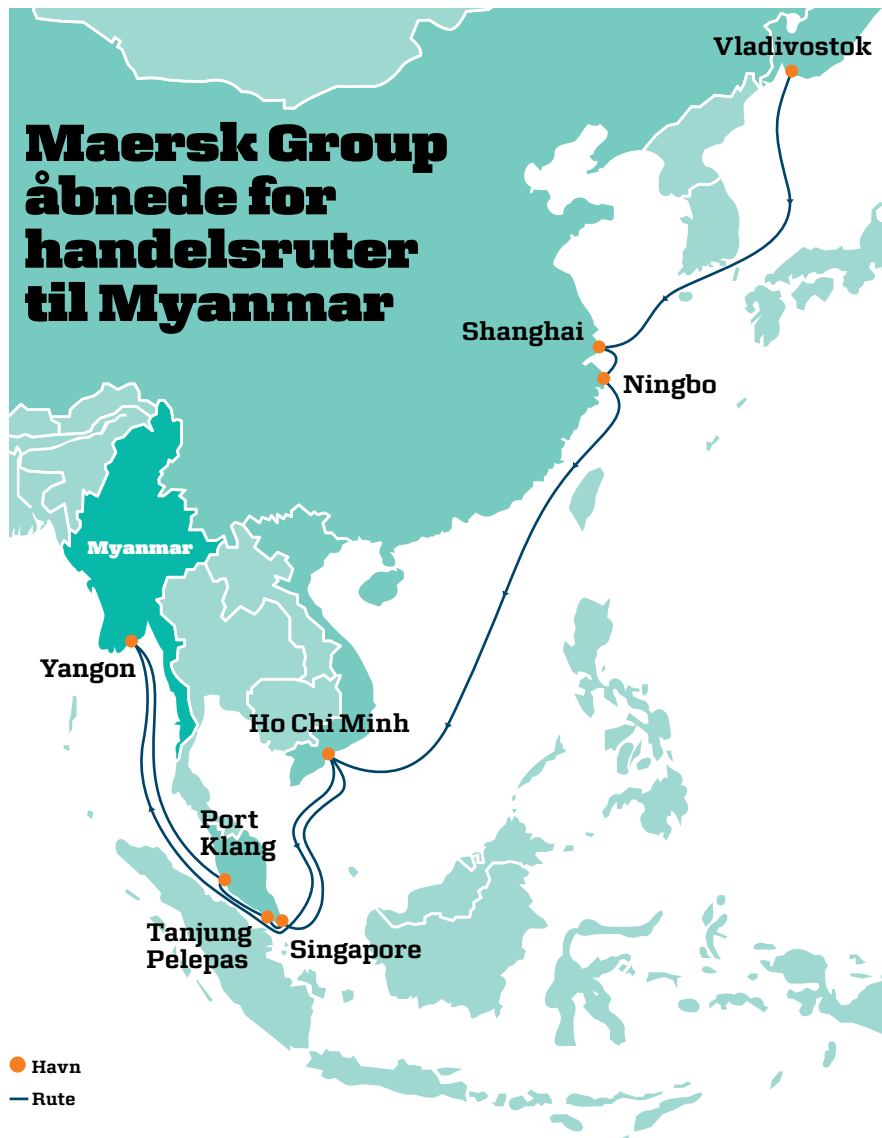 Maersk Group
åbnede for
handelsruter
til Myanmar
Vladivostok
Shanghai
Ningbo
Myanmar
Yangon
Ho Chi Minh
Port
Klang
Tanjung
Pelepas
Singapore
Havn
Rute